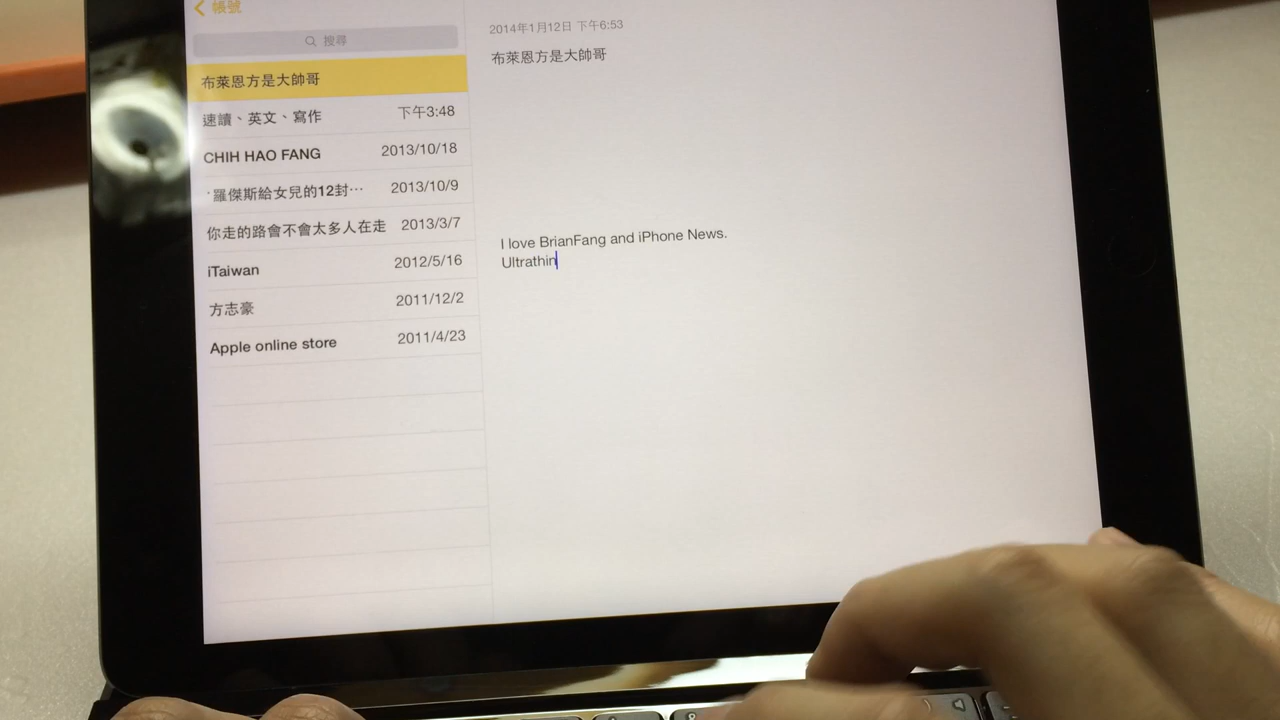 帳號
搜尋
布萊恩方是大帥哥
速讀、英文、寫作 下午3:48
CHIH HAO FANG 2013/10/18
羅傑斯給女兒的12封… 2013/10/9
你走的路會不會太多人在走 2013/3/7
iTaiwan 2012/5/16
方志豪 2011/12/2
Apple online store 2011/4/23
2014年1月12日 下午6:53
布萊恩方是大帥哥
I love BrianFang and iPhone News.
Ultrathin